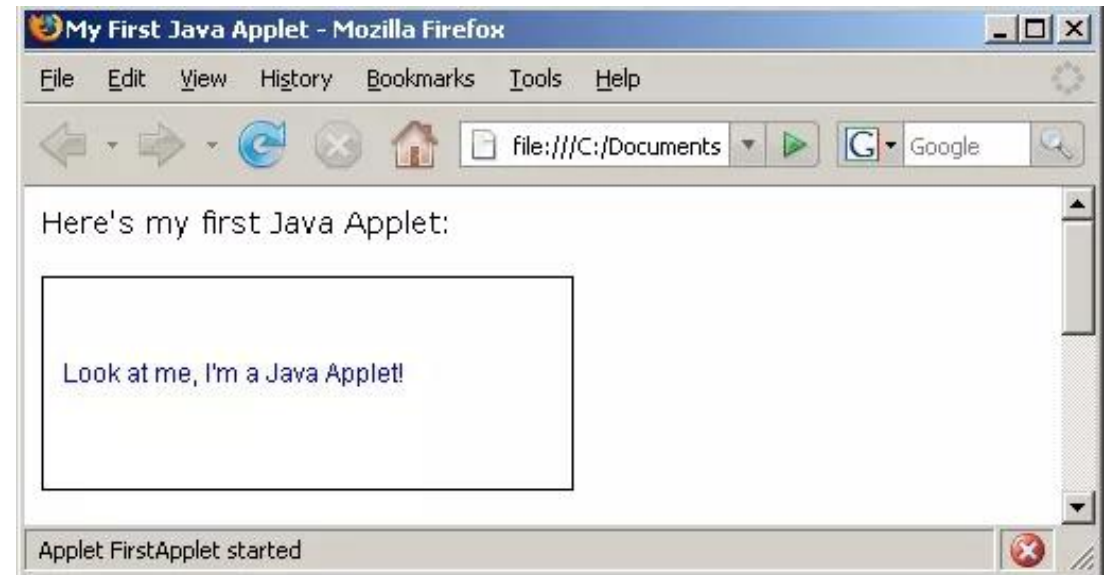 My First Java Applet - Mozilla Firefox
File Edit View History Bookmarks Tools Help
file:///C:/Documents G Google
Here's my first Java Applet:
Look at me, I'm a Java Applet!
Applet FirstApplet started